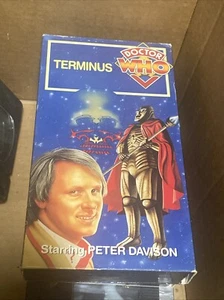 TERMINUS
DOCTOR
WHO
Starring PETER DAVISON